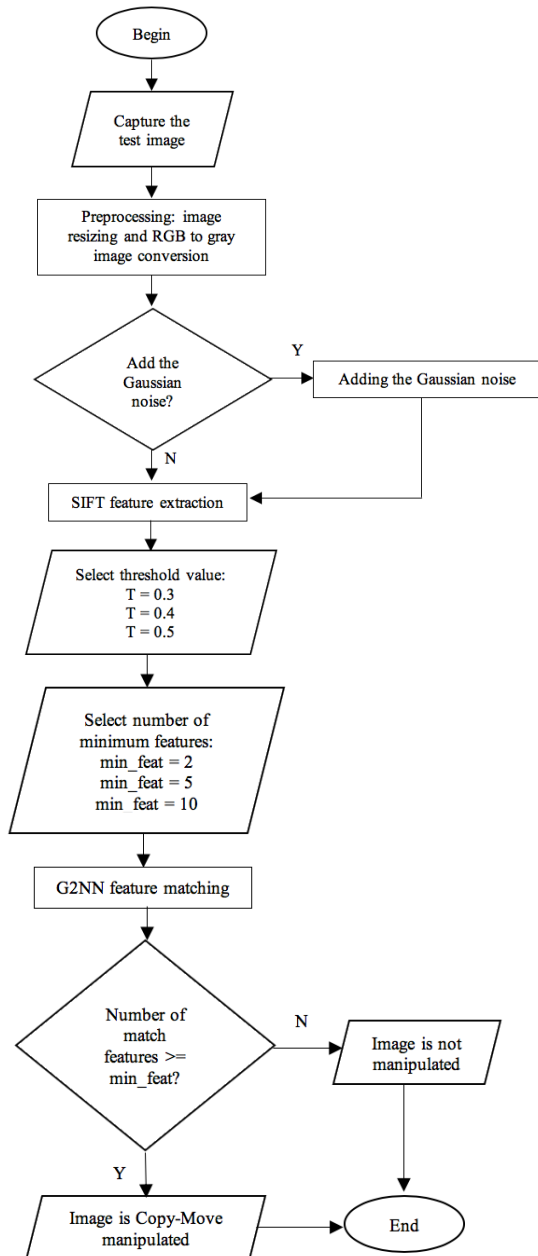 Begin
Capture the
test image
Preprocessing: image
resizing and RGB to gray
image conversion
Add the
Gaussian
noise?
Y
Adding the Gaussian noise
N
SIFT feature extraction
Select threshold value:
T = 0.3
T = 0.4
T = 0.5
Select number of
minimum features:
min_feat = 2
min_feat = 5
min_feat = 10
G2NN feature matching
Number of
match
features >=
min_feat?
N
Image is not
manipulated
Y
Image is Copy-Move
manipulated
End